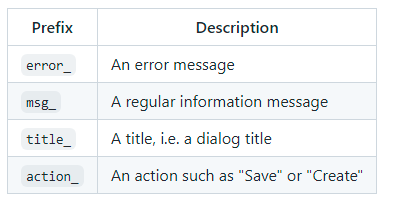 Prefix Description
error_ An error message
msg_ A regular information message
title_ A title, i.e. a dialog title
action_ An action such as "Save" or "Create"